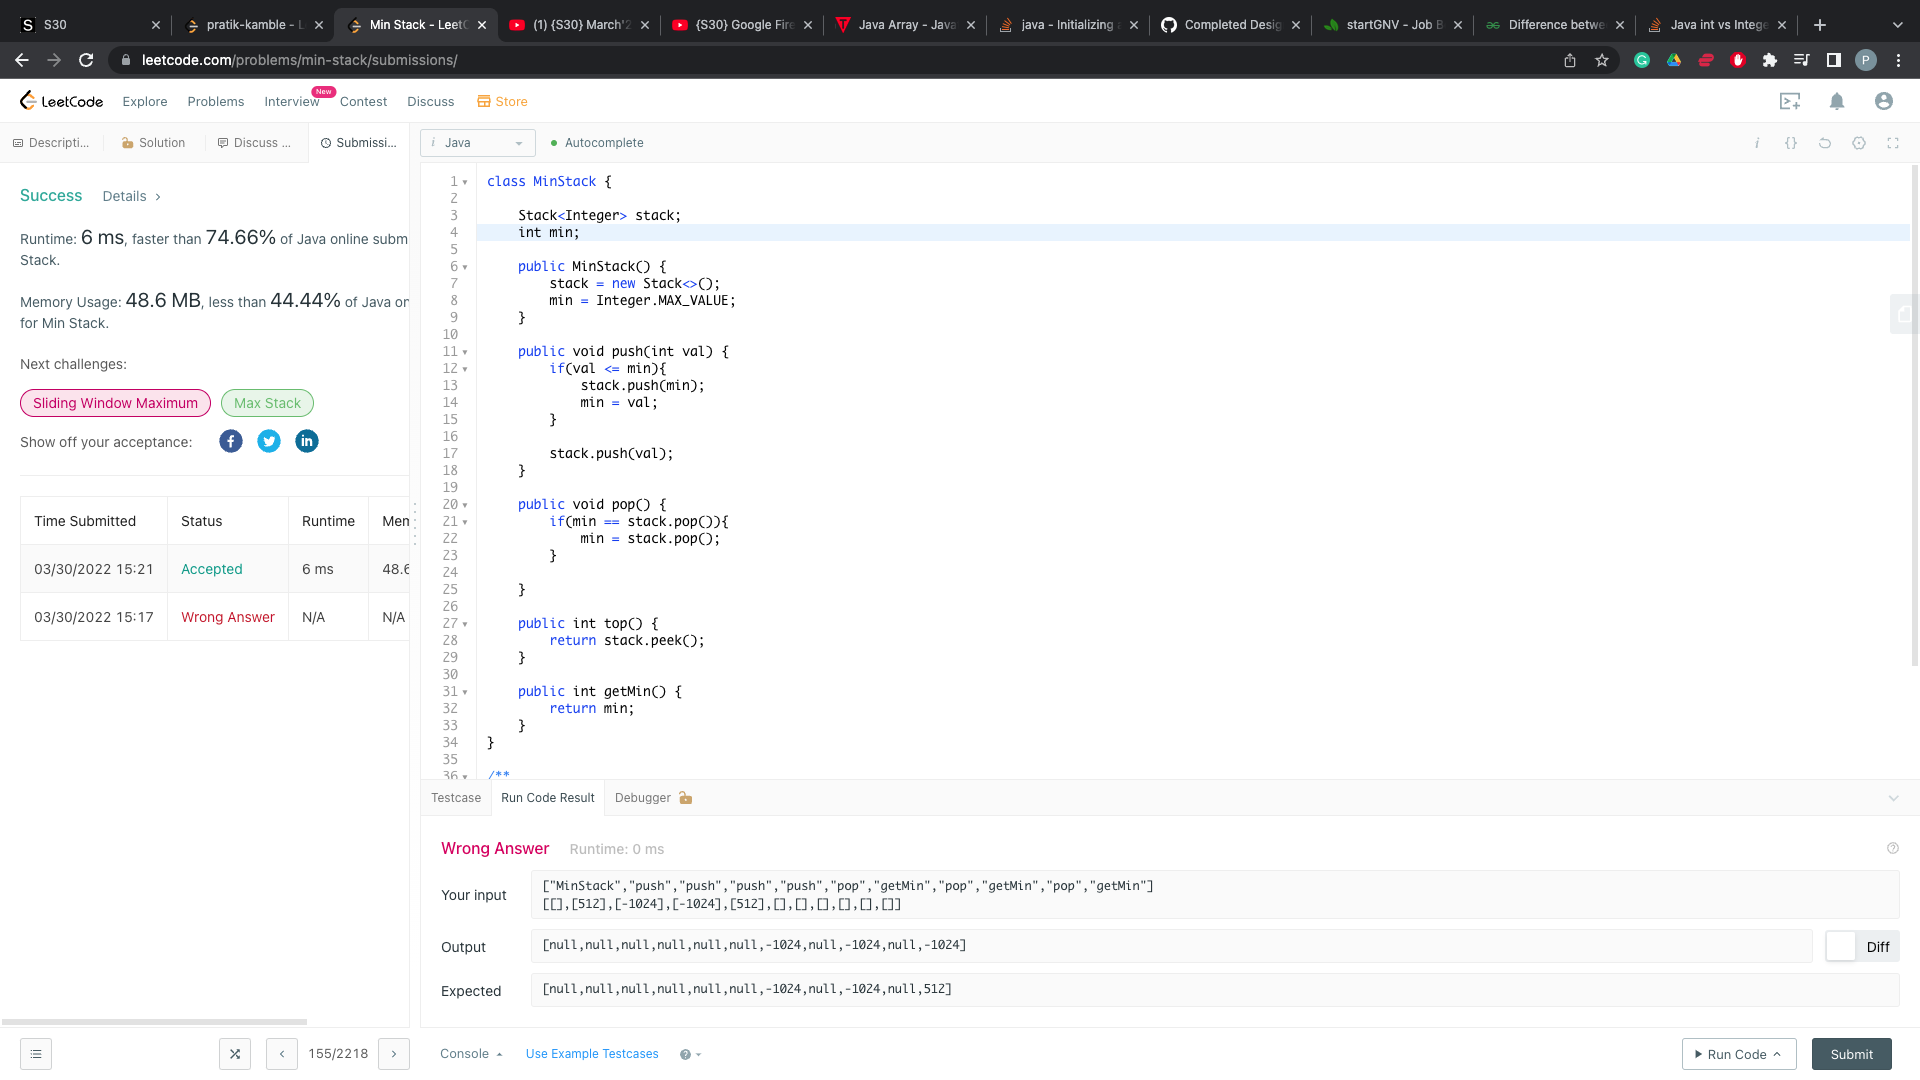 S30
pratik-kamble - L
Min Stack - LeetC
(1) {S30} March'2
{S30} Google Fire
Java Array - Java
java - Initializing
Completed Desig
startGNV - Job B
Difference betwe
Java int vs Intege
leetcode.com/problems/min-stack/submissions/
P
LeetCode
Explore
Problems
Interview
New
Contest
Discuss
Store
Descripti...
Solution
Discuss ...
Submissi...
i Java
Autocomplete
i {}
Success
Details >
Runtime: 6 ms, faster than 74.66% of Java online subm
Stack.
Memory Usage: 48.6 MB, less than 44.44% of Java on
for Min Stack.
Next challenges:
Sliding Window Maximum
Max Stack
Show off your acceptance:
Time Submitted Status Runtime Mem
03/30/2022 15:21 Accepted 6 ms 48.6
03/30/2022 15:17 Wrong Answer N/A N/A
1 class MinStack {
2
3 Stack<Integer> stack;
4 int min;
5
6 public MinStack() {
7 stack = new Stack<>();
8 min = Integer.MAX_VALUE;
9 }
10
11 public void push(int val) {
12 if(val <= min){
13 stack.push(min);
14 min = val;
15 }
16
17 stack.push(val);
18 }
19
20 public void pop() {
21 if(min == stack.pop()){
22 min = stack.pop();
23 }
24
25 }
26
27 public int top() {
28 return stack.peek();
29 }
30
31 public int getMin() {
32 return min;
33 }
34 }
35
36 /**
Testcase
Run Code Result
Debugger
Wrong Answer
Runtime: 0 ms
Your input
["MinStack","push","push","push","push","pop","getMin","pop","getMin","pop","getMin"]
[[],[512],[-1024],[-1024],[512],[],[],[],[],[],[]]
Output
[null,null,null,null,null,null,-1024,null,-1024,null,-1024]
Diff
Expected
[null,null,null,null,null,null,-1024,null,-1024,null,512]
155/2218
Console
Use Example Testcases
Run Code
Submit